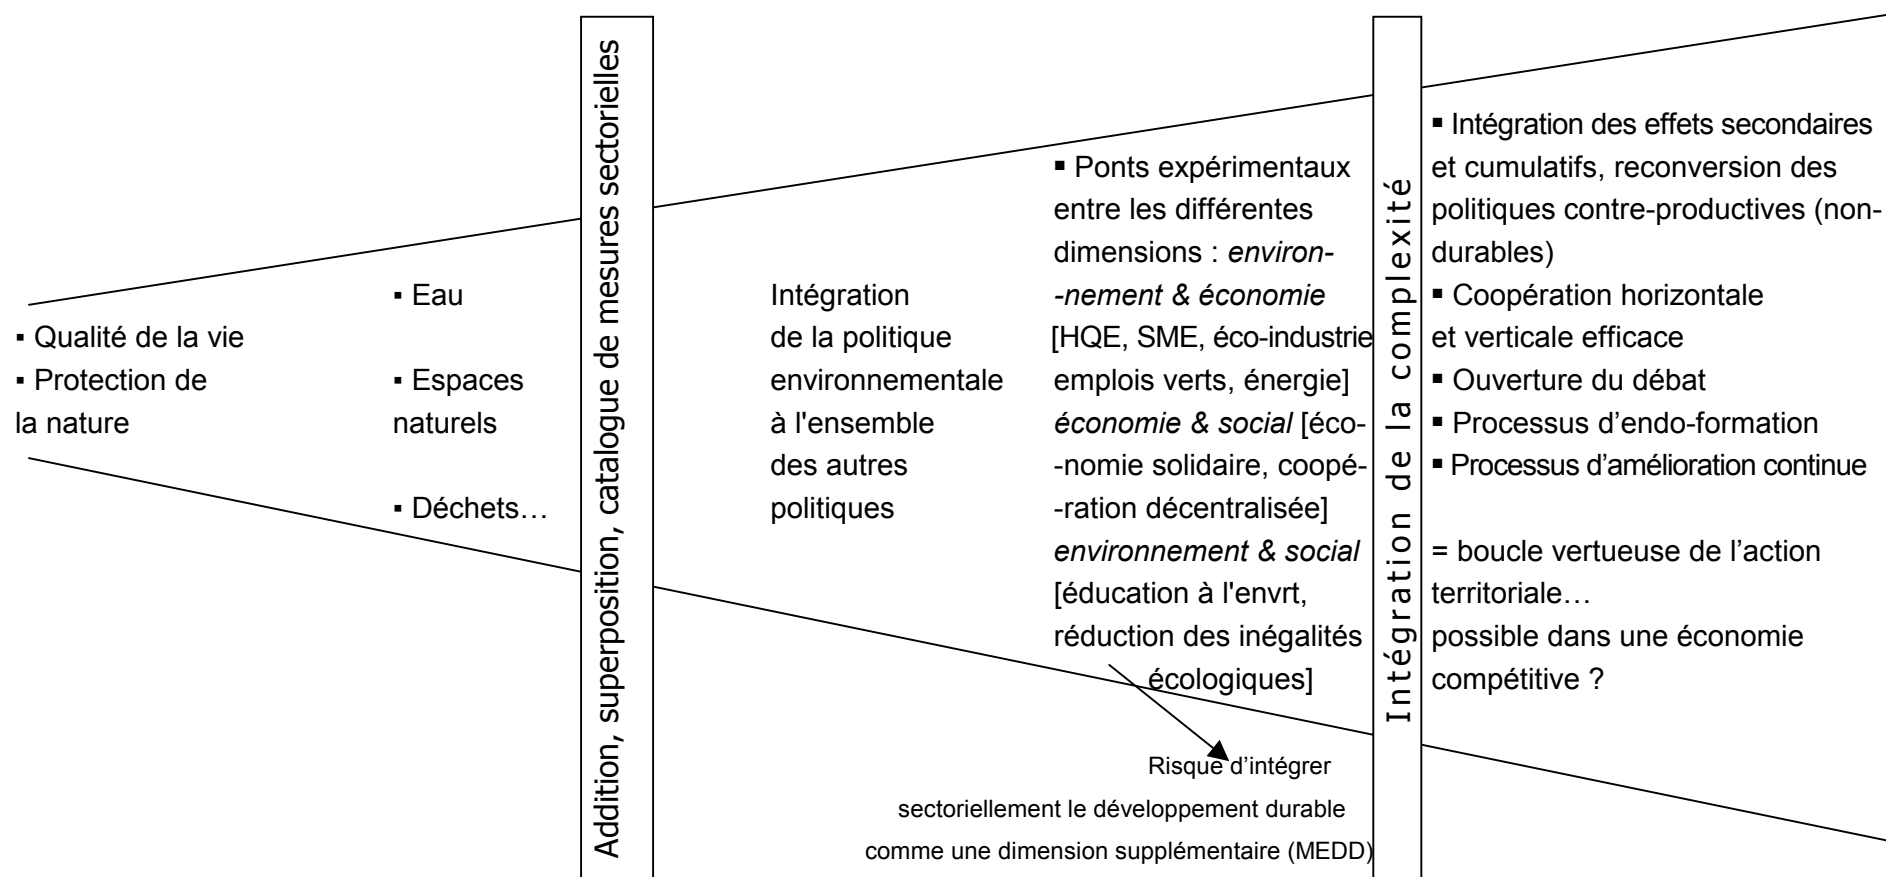 ▪ Qualité de la vie
▪ Protection de
la nature
▪ Eau
▪ Espaces
naturels
▪ Déchets…
Addition, superposition, catalogue de mesures sectorielles
Intégration
de la politique
environnementale
à l'ensemble
des autres
politiques
▪ Ponts expérimentaux
entre les différentes
dimensions : environ-
-nement & économie
[HQE, SME, éco-industrie
emplois verts, énergie]
économie & social [éco-
-nomie solidaire, coopé-
-ration décentralisée]
environnement & social
[éducation à l'envrt,
réduction des inégalités
écologiques]
Risque d’intégrer
sectoriellement le développement durable
comme une dimension supplémentaire (MEDD)
Intégration de la complexité
▪ Intégration des effets secondaires
et cumulatifs, reconversion des
politiques contre-productives (non-
durables)
▪ Coopération horizontale
et verticale efficace
▪ Ouverture du débat
▪ Processus d’endo-formation
▪ Processus d’amélioration continue
= boucle vertueuse de l’action
territoriale…
possible dans une économie
compétitive ?